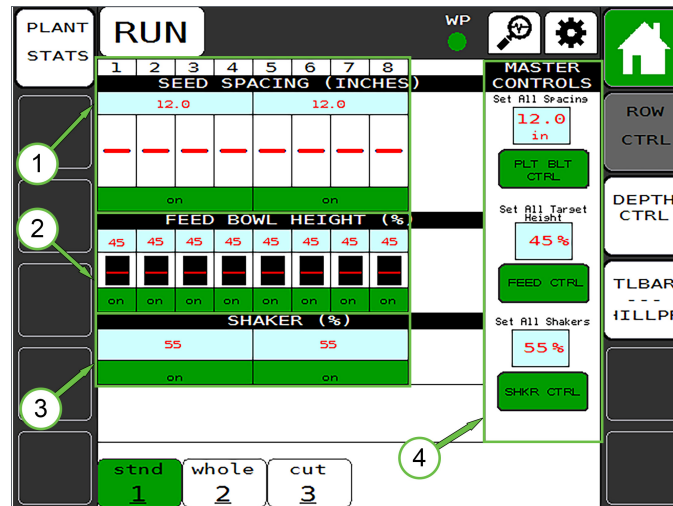 PLANT
STATS
RUN
WP
1 2 3 4 5 6 7 8
SEED SPACING (INCHES)
12.0 12.0
on on
FEED BOWL HEIGHT (%
45 45 45 45 45 45 45 45
on on on on on on on on
SHAKER (%)
55 55
on on
MASTER
CONTROLS
Set All Spacing
12.0
in
PLT BLT
CTRL
Set All Target
Height
45%
FEED CTRL
Set All Shakers
55%
SHKR CTRL
ROW
CTRL
DEPTH
CTRL
TLBAR
---
HILLPR
stnd
1
whole
2
cut
3
1
2
3
4